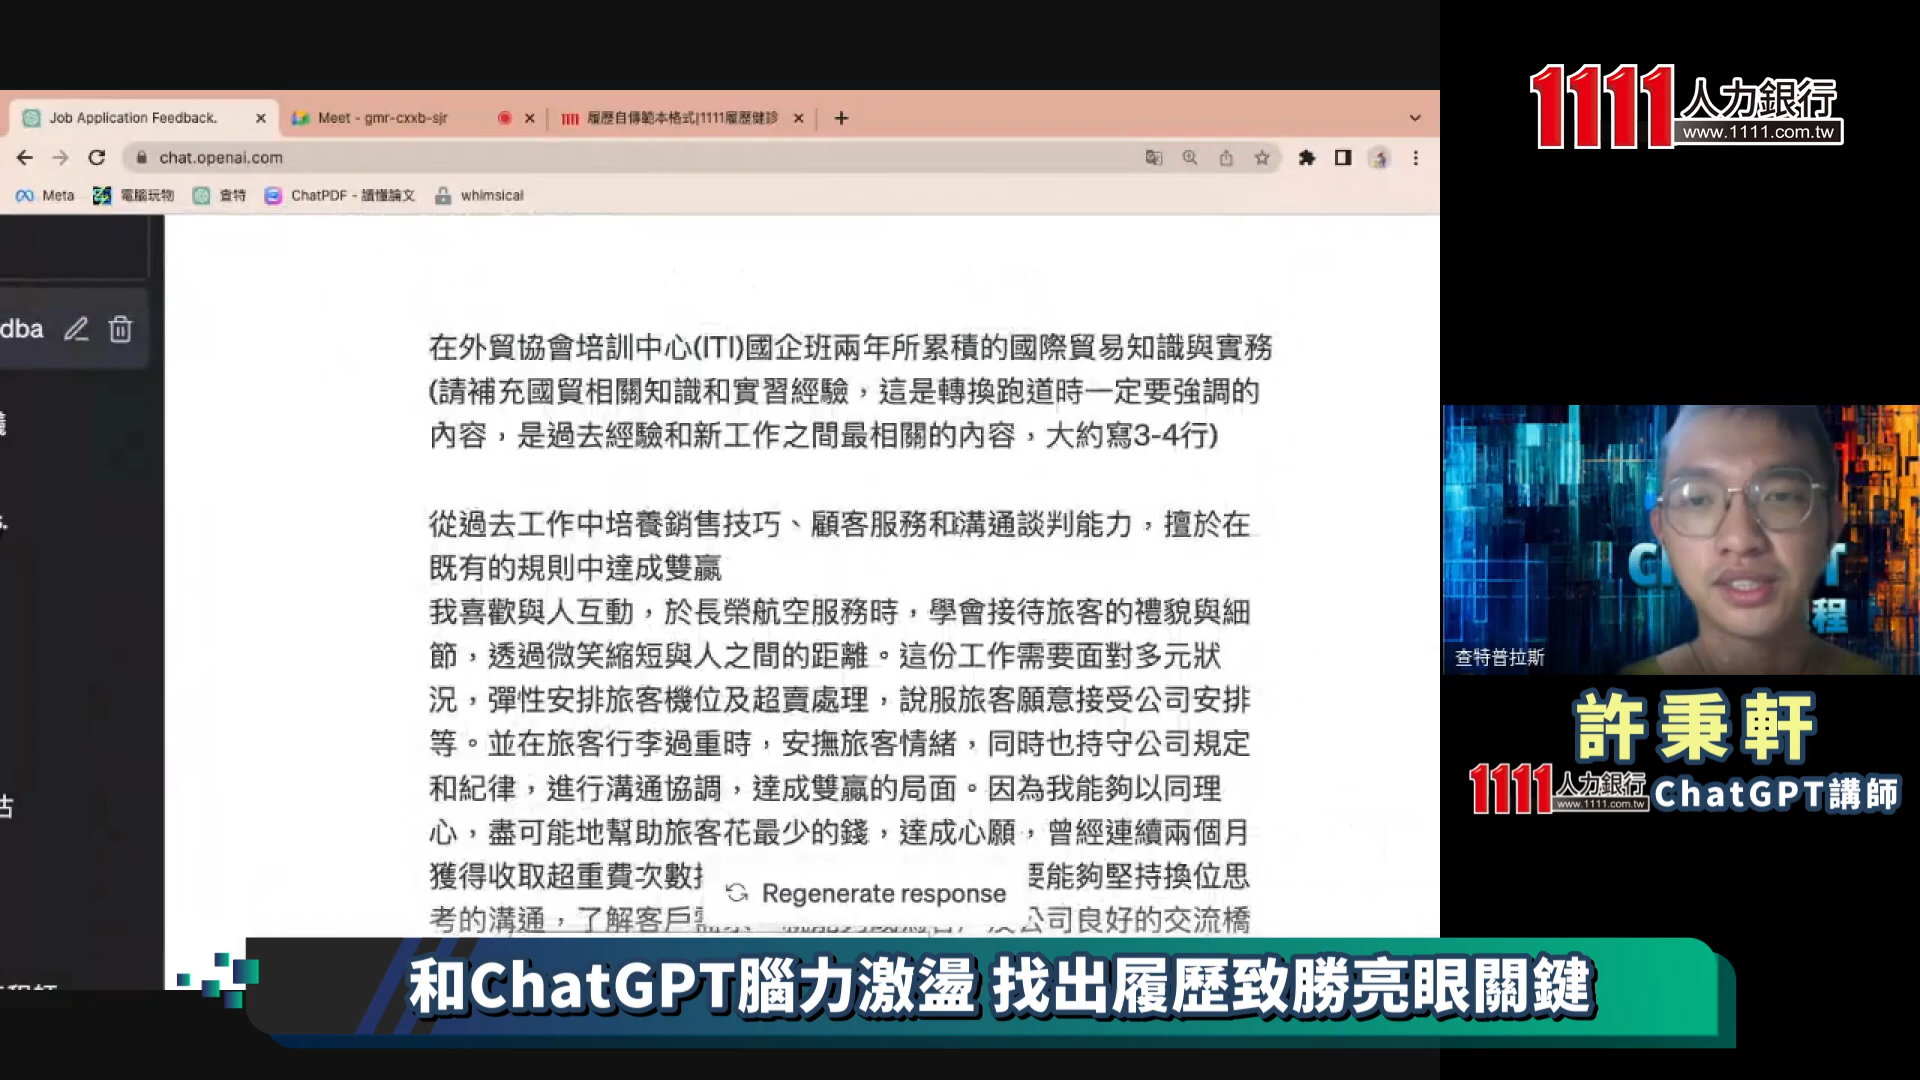 Job Application Feedback.
Meet - gmr-cxxb-sjr
1111 履歷自傳範本格式|1111履歷健診
chat.openai.com
Meta
電腦玩物
查特
ChatPDF - 讀懂論文
whimsical
dba
在外貿協會培訓中心(ITI)國企班兩年所累積的國際貿易知識與實務
(請補充國貿相關知識和實習經驗，這是轉換跑道時一定要強調的
內容，是過去經驗和新工作之間最相關的內容，大約寫3-4行)
從過去工作中培養銷售技巧、顧客服務和溝通談判能力，擅於在
既有的規則中達成雙贏
我喜歡與人互動，於長榮航空服務時，學會接待旅客的禮貌與細
節，透過微笑縮短與人之間的距離。這份工作需要面對多元狀
況，彈性安排旅客機位及超賣處理，說服旅客願意接受公司安排
等。並在旅客行李過重時，安撫旅客情緒，同時也持守公司規定
和紀律，進行溝通協調，達成雙贏的局面。因為我能夠以同理
心，盡可能地幫助旅客花最少的錢，達成心願，曾經連續兩個月
獲得收取超重費次數 要能夠堅持換位思
考的溝通，了解客戶 公司良好的交流橋
Regenerate response
1111人力銀行
www.1111.com.tw
查特普拉斯
許秉軒
1111人力銀行
www.1111.com.tw
ChatGPT講師
和ChatGPT腦力激盪 找出履歷致勝亮眼關鍵